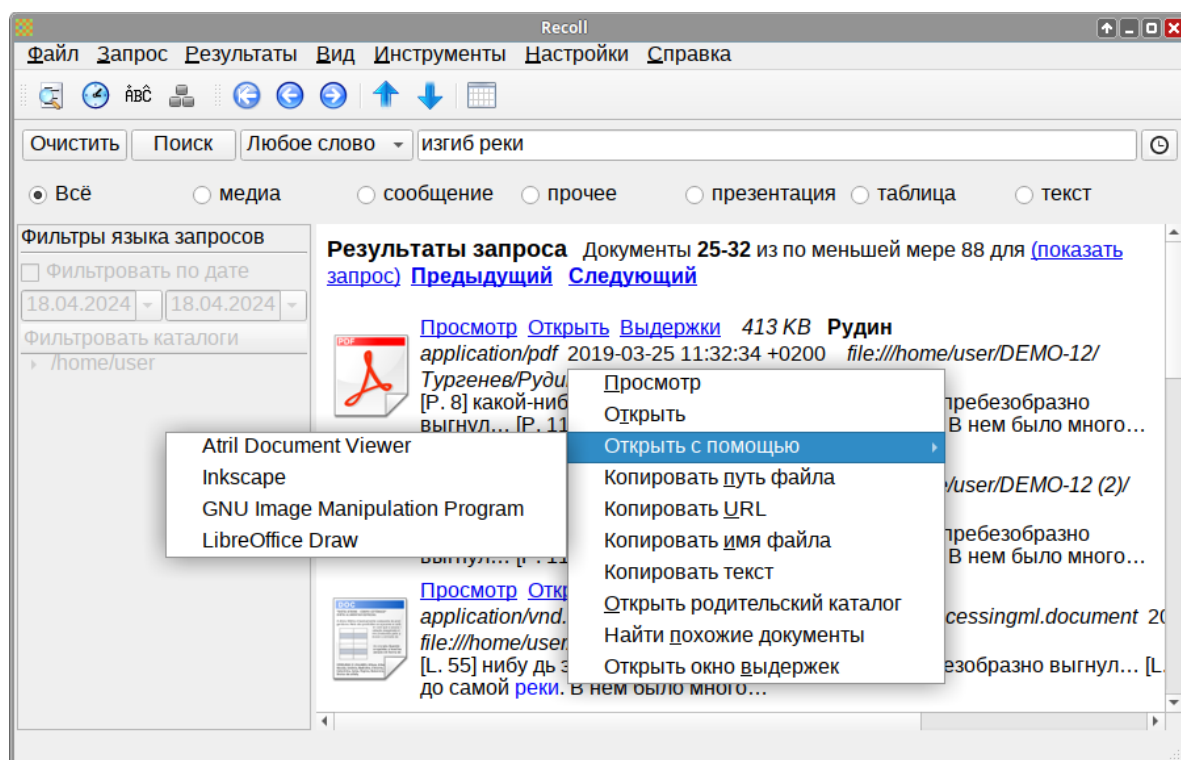 Recoll
Файл Запрос Результаты Вид Инструменты Настройки Справка
ÅBĈ
Очистить Поиск Любое слово изгиб реки
Всё медиа сообщение прочее презентация таблица текст
Фильтры языка запросов
Фильтровать по дате
18.04.2024 18.04.2024
Фильтровать каталоги
/home/user
Результаты запроса Документы 25-32 из по меньшей мере 88 для (показать
запрос) Предыдущий Следующий
PDF
Просмотр Открыть Выдержки 413 KB Рудин
application/pdf 2019-03-25 11:32:34 +0200 file:///home/user/DEMO-12/
Тургенев/Руди
[P. 8] какой-ниб
пребезобразно
выгнул… [P. 11
В нем было много…
Просмотр
Открыть
Открыть с помощью
Копировать путь файла
Копировать URL
Копировать имя файла
Копировать текст
Открыть родительский каталог
Найти похожие документы
Открыть окно выдержек
Atril Document Viewer
Inkscape
GNU Image Manipulation Program
LibreOffice Draw
/user/DEMO-12 (2)/
пребезобразно
В нем было много…
DOC
Просмотр Откр
application/vnd.
cessingml.document 20
file:///home/user
[L. 55] нибу дь з
езобразно выгнул… [L.
до самой реки. В нем было много…